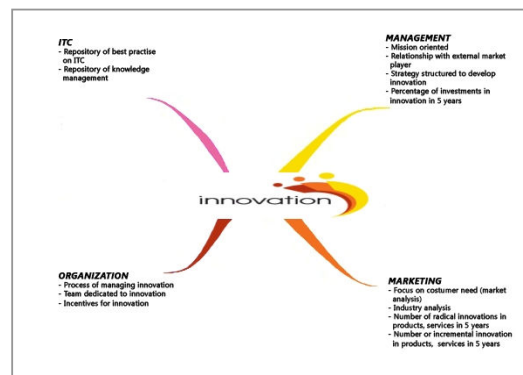 ITC
- Repository of best practise
on ITC
- Repository of knowledge
management
MANAGEMENT
- Mission oriented
- Relationship with external market
player
- Strategy structured to develop
innovation
- Percentage of investments in
innovation in 5 years
innovation
ORGANIZATION
- Process of managing innovation
- Team dedicated to innovation
- Incentives for innovation
MARKETING
- Focus on costumer need (market
analysis)
- Industry analysis
- Number of radical innovations in
products, services in 5 years
- Number or incremental innovation
in products, services in 5 years